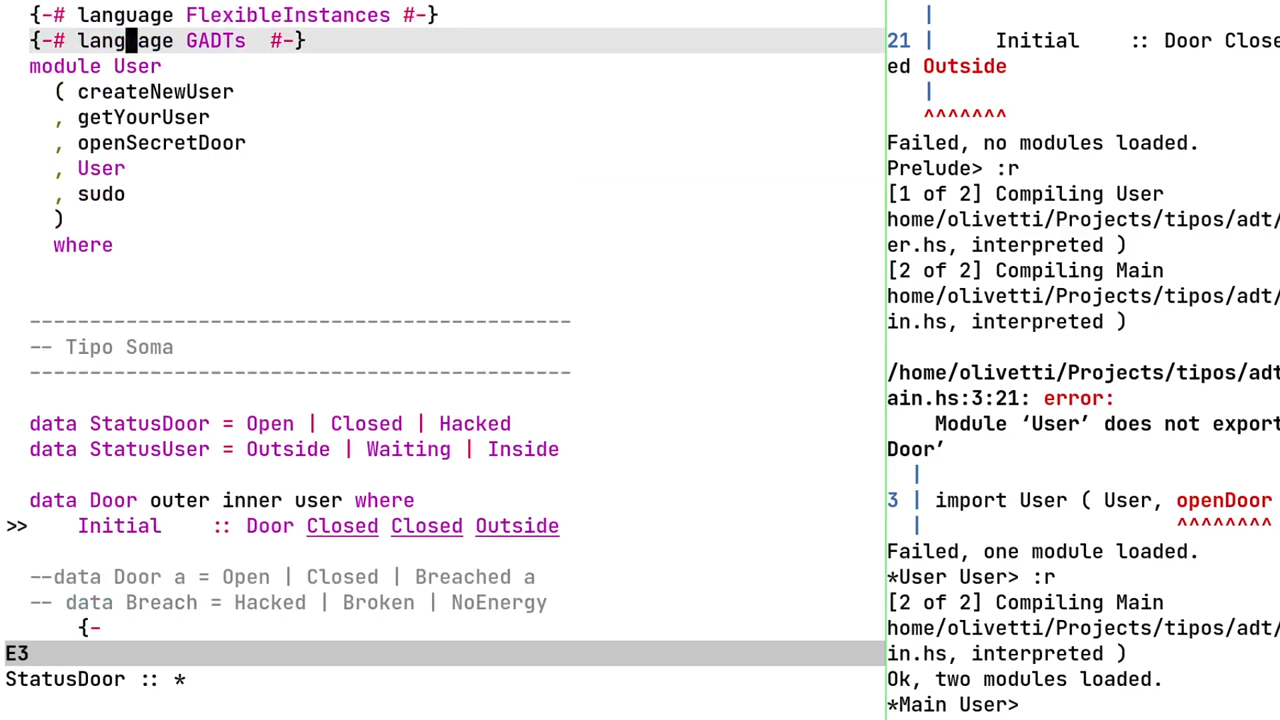 {-# language FlexibleInstances #-}
{-# language GADTs  #-}
module User
  ( createNewUser
  , getYourUser
  , openSecretDoor
  , User
  , sudo
  )
  where
---------------------------------------------
-- Tipo Soma
---------------------------------------------
data StatusDoor = Open | Closed | Hacked
data StatusUser = Outside | Waiting | Inside
data Door outer inner user where
>>    Initial    :: Door Closed Closed Outside
--data Door a = Open | Closed | Breached a
-- data Breach = Hacked | Broken | NoEnergy
    {-
E3
StatusDoor :: *
   |
21 |     Initial    :: Door Close
ed Outside
   |
   ^^^^^^^
Failed, no modules loaded.
Prelude> :r
[1 of 2] Compiling User
home/olivetti/Projects/tipos/adt/
er.hs, interpreted )
[2 of 2] Compiling Main
home/olivetti/Projects/tipos/adt/
in.hs, interpreted )
/home/olivetti/Projects/tipos/adt
ain.hs:3:21: error:
    Module ‘User’ does not export
Door’
  |
3 | import User ( User, openDoor
  |                     ^^^^^^^^
Failed, one module loaded.
*User User> :r
[2 of 2] Compiling Main
home/olivetti/Projects/tipos/adt/
in.hs, interpreted )
Ok, two modules loaded.
*Main User>